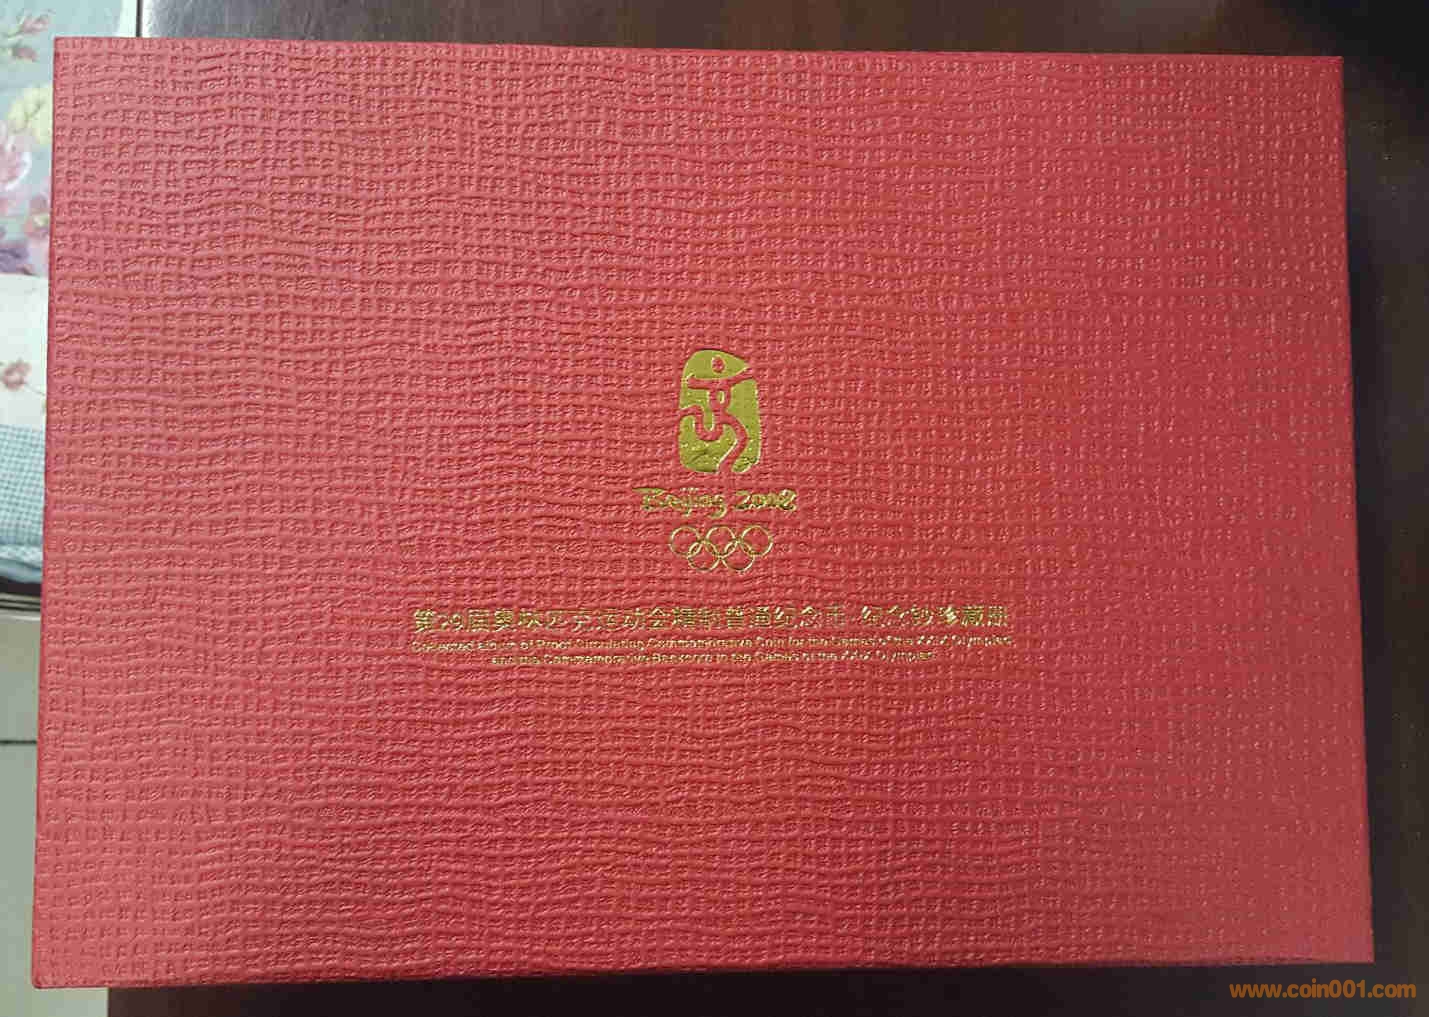 Beijing 2008
第29届奥林匹克运动会精制普通纪念币 纪念钞珍藏册
Collected Album of Proof Circulating Commemorative Coin for the Games of the XXIX Olympiad
and the Commemorative Banknote to the Games of the XXIX Olympiad
www.coin001.com